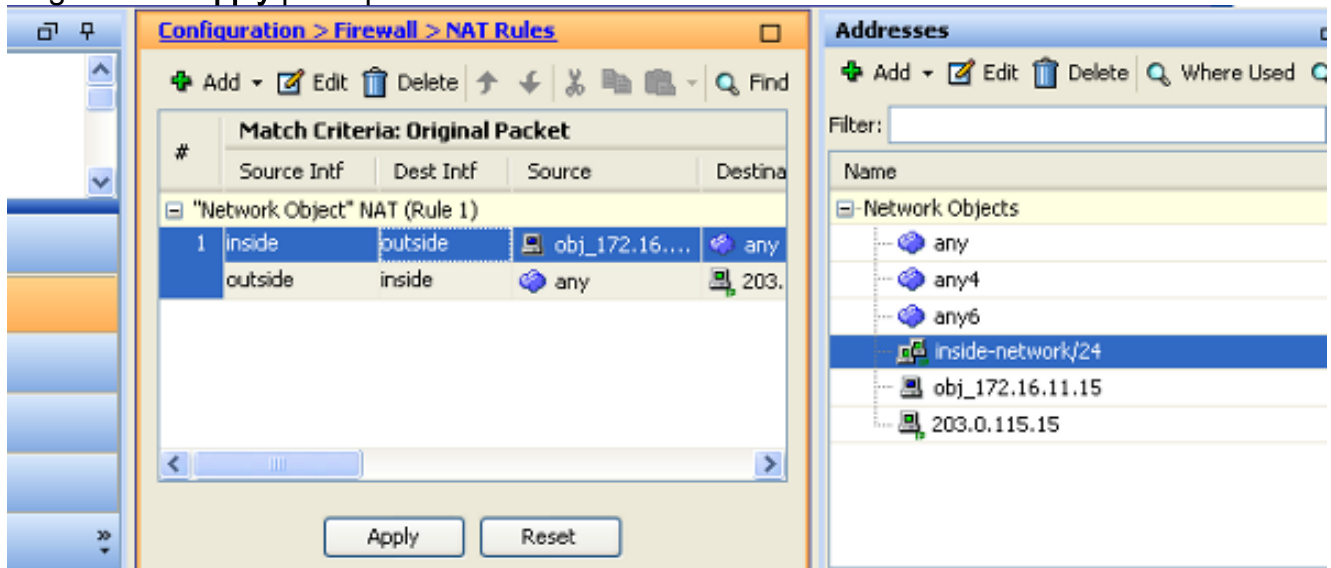 Apply
Configuration > Firewall > NAT Rules
Add Edit Delete Find
# Match Criteria: Original Packet
Source Intf Dest Intf Source Destina
"Network Object" NAT (Rule 1)
1 inside outside obj_172.16.... any
outside inside any 203.
Apply Reset
Addresses
Add Edit Delete Where Used
Filter:
Name
Network Objects
any
any4
any6
inside-network/24
obj_172.16.11.15
203.0.115.15